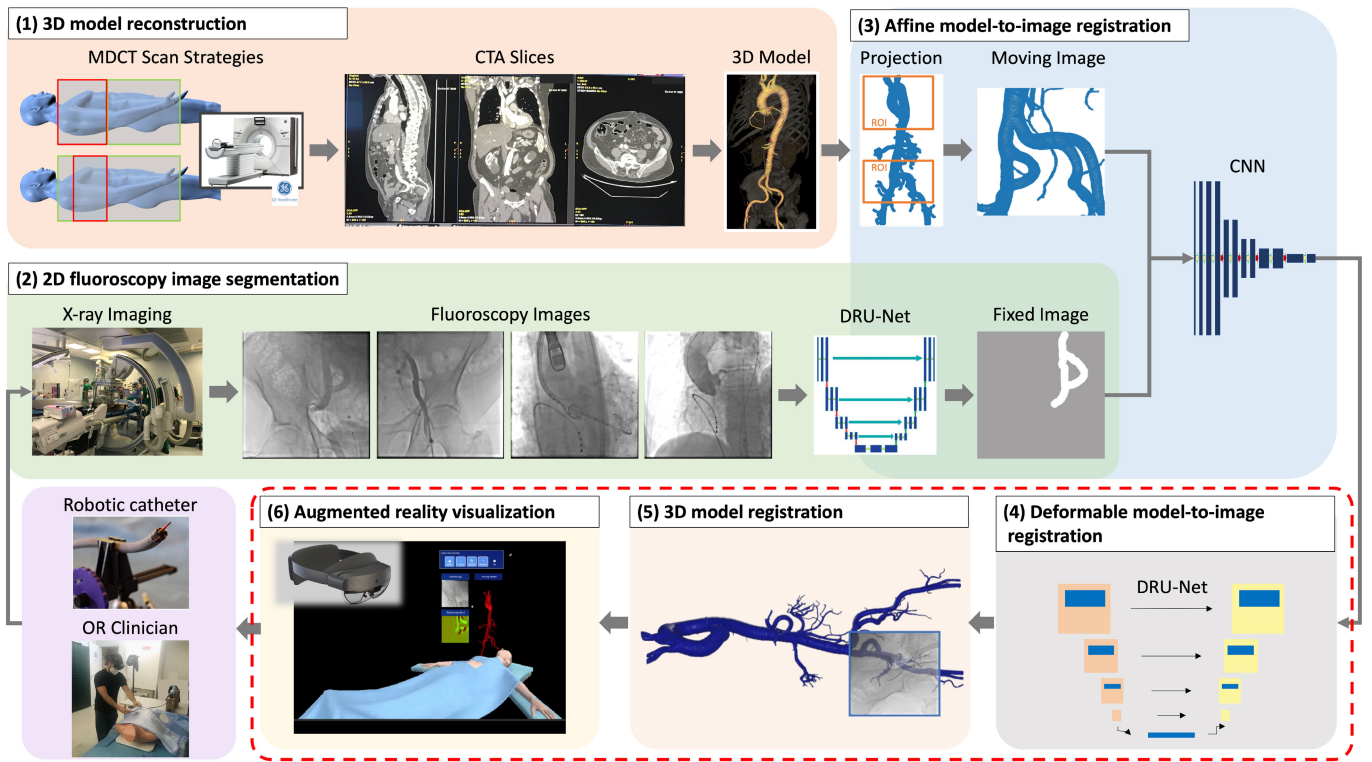 (1) 3D model reconstruction
MDCT Scan Strategies
CTA Slices
3D Model
(3) Affine model-to-image registration
Projection
Moving Image
ROI
ROI
CNN
(2) 2D fluoroscopy image segmentation
X-ray Imaging
Fluoroscopy Images
DRU-Net
Fixed Image
Robotic catheter
OR Clinician
(6) Augmented reality visualization
(5) 3D model registration
(4) Deformable model-to-image
registration
DRU-Net